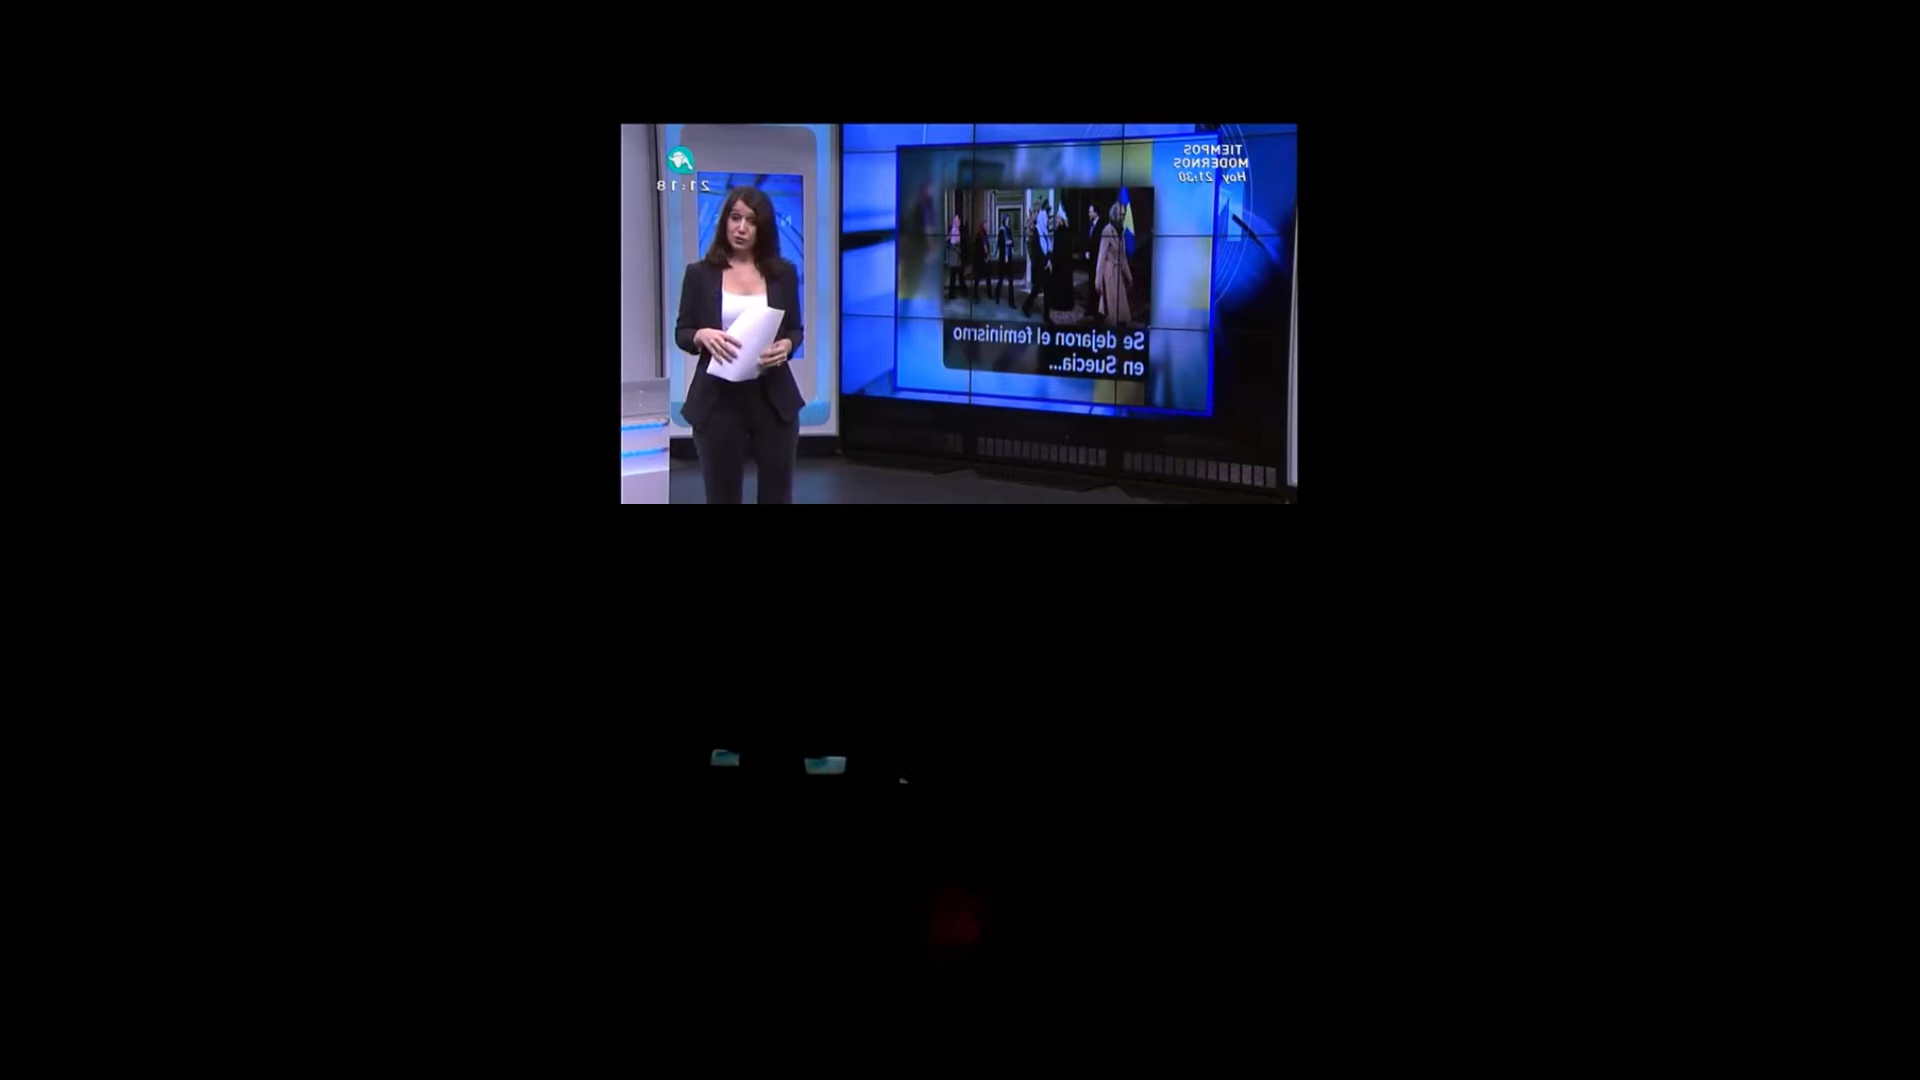 21:18
TIEMPOS
MODERNOS
Hoy 21:30
Se dejaron el feminismo
en Suecia...